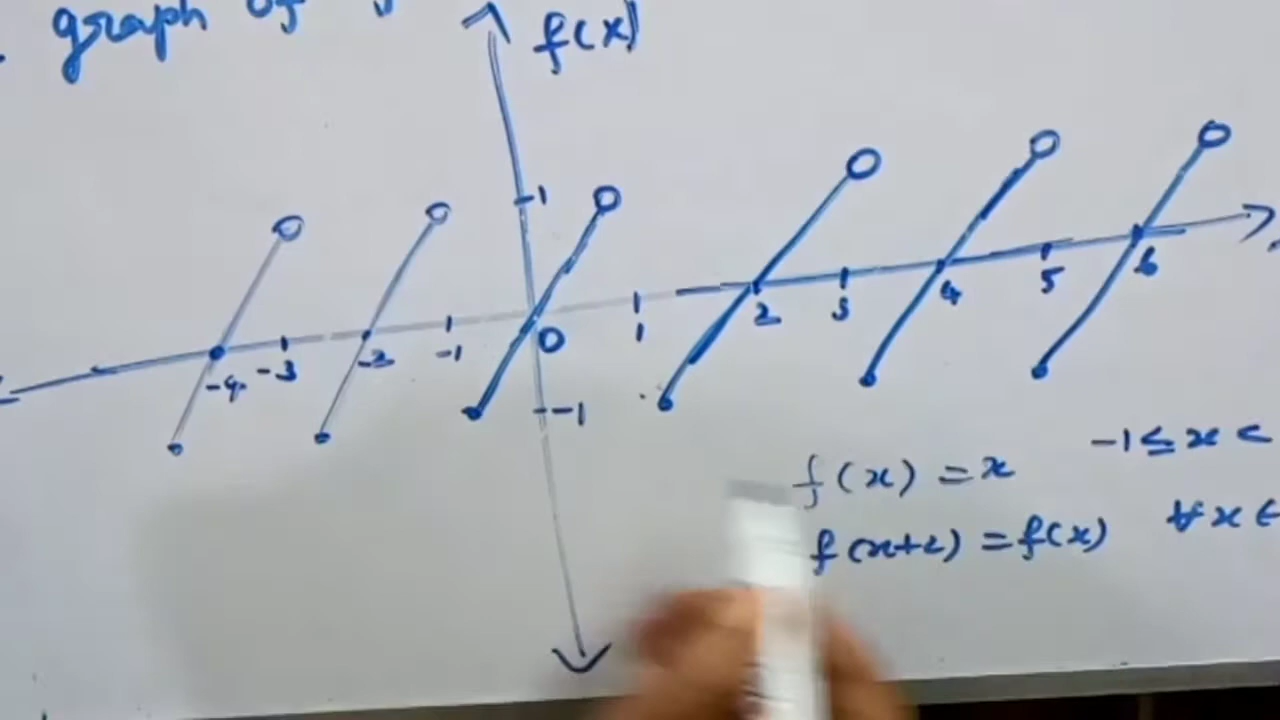 graph of
f(x)
1
-4 -3 -2 -1 0 1 2 3 4 5 6
-1
f(x) = x -1 ≤ x <
f(x+2) = f(x) ∀ x ∈